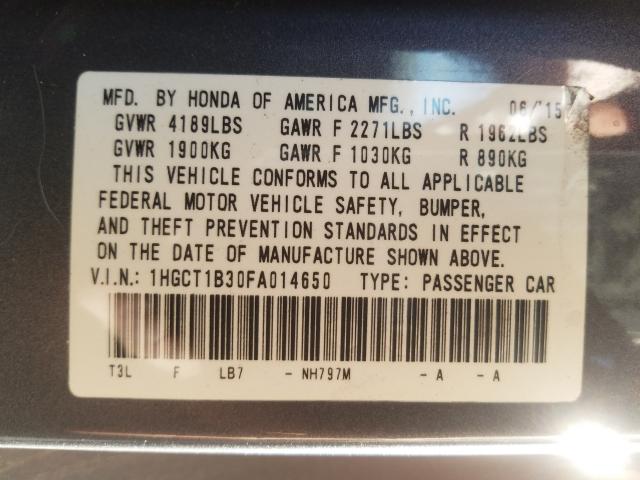 MFD. BY HONDA OF AMERICA MFG., INC. 06/15
GVWR 4189LBS GAWR F 2271LBS R 1962LBS
GVWR 1900KG GAWR F 1030KG R 890KG
THIS VEHICLE CONFORMS TO ALL APPLICABLE
FEDERAL MOTOR VEHICLE SAFETY, BUMPER,
AND THEFT PREVENTION STANDARDS IN EFFECT
ON THE DATE OF MANUFACTURE SHOWN ABOVE.
V.I.N.: 1HGCT1B30FA014650 TYPE: PASSENGER CAR
T3L F LB7 - NH797M - A - A